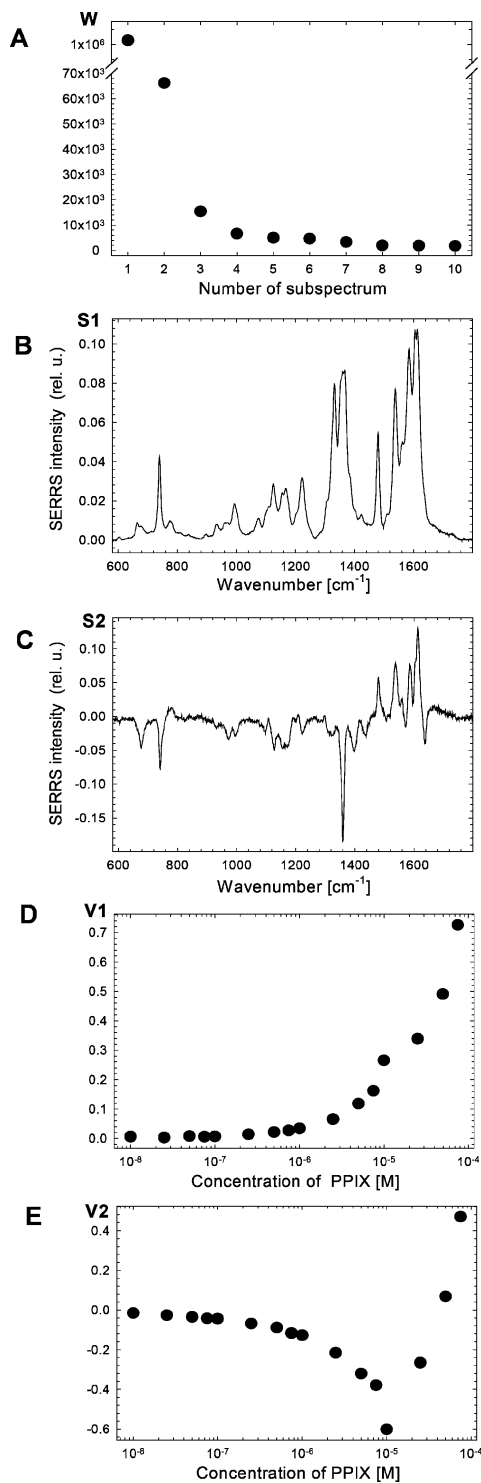 A
W
1x10⁶
70x10³
60x10³
50x10³
40x10³
30x10³
20x10³
10x10³
0
1 2 3 4 5 6 7 8 9 10
Number of subspectrum
B
S1
SERRS intensity (rel. u.)
0.10
0.08
0.06
0.04
0.02
0.00
600 800 1000 1200 1400 1600
Wavenumber [cm⁻¹]
C
S2
SERRS intensity (rel. u.)
0.10
0.05
0.00
-0.05
-0.10
-0.15
600 800 1000 1200 1400 1600
Wavenumber [cm⁻¹]
D
V1
0.7
0.6
0.5
0.4
0.3
0.2
0.1
0.0
10⁻⁸ 10⁻⁷ 10⁻⁶ 10⁻⁵ 10⁻⁴
Concentration of PPIX [M]
E
V2
0.4
0.2
0.0
-0.2
-0.4
-0.6
10⁻⁸ 10⁻⁷ 10⁻⁶ 10⁻⁵ 10⁻⁴
Concentration of PPIX [M]